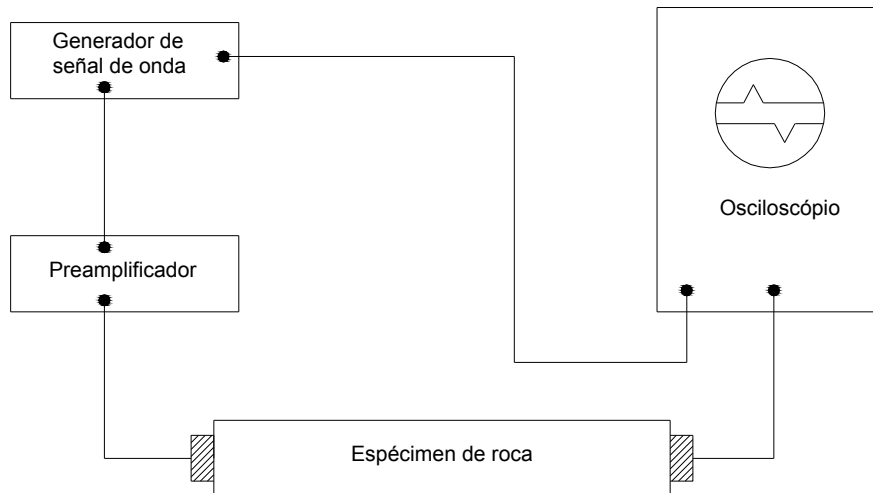 Generador de
señal de onda
Osciloscópio
Preamplificador
Espécimen de roca